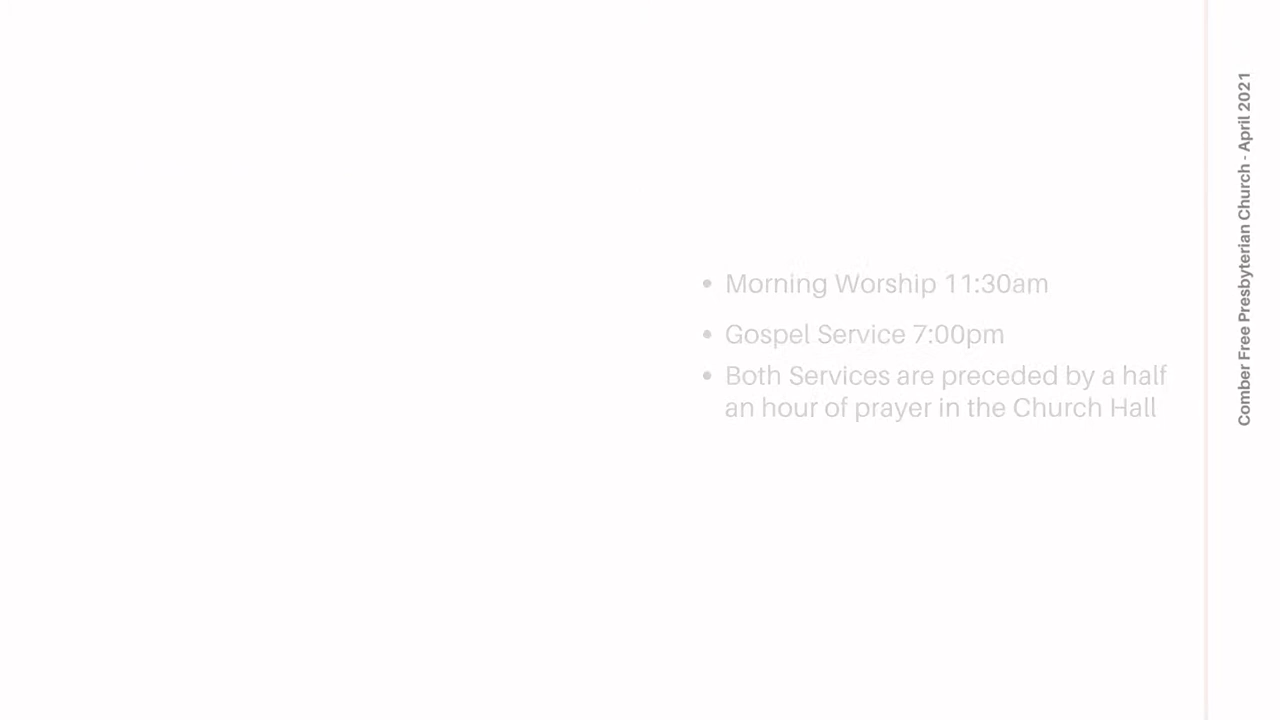 • Morning Worship 11:30am
• Gospel Service 7:00pm
• Both Services are preceded by a half
an hour of prayer in the Church Hall
Comber Free Presbyterian Church - April 2021